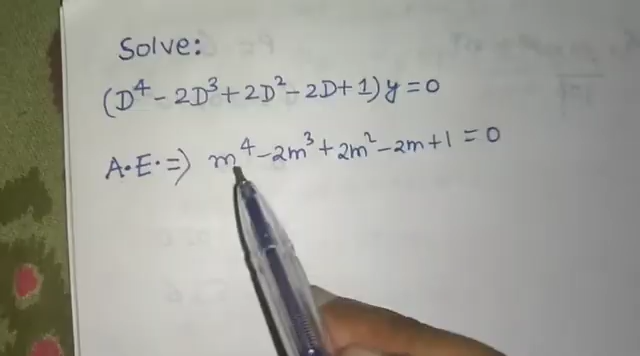 Solve:
(D⁴ - 2D³ + 2D² - 2D + 1) y = 0
A.E. ⇒ m⁴ - 2m³ + 2m² - 2m + 1 = 0